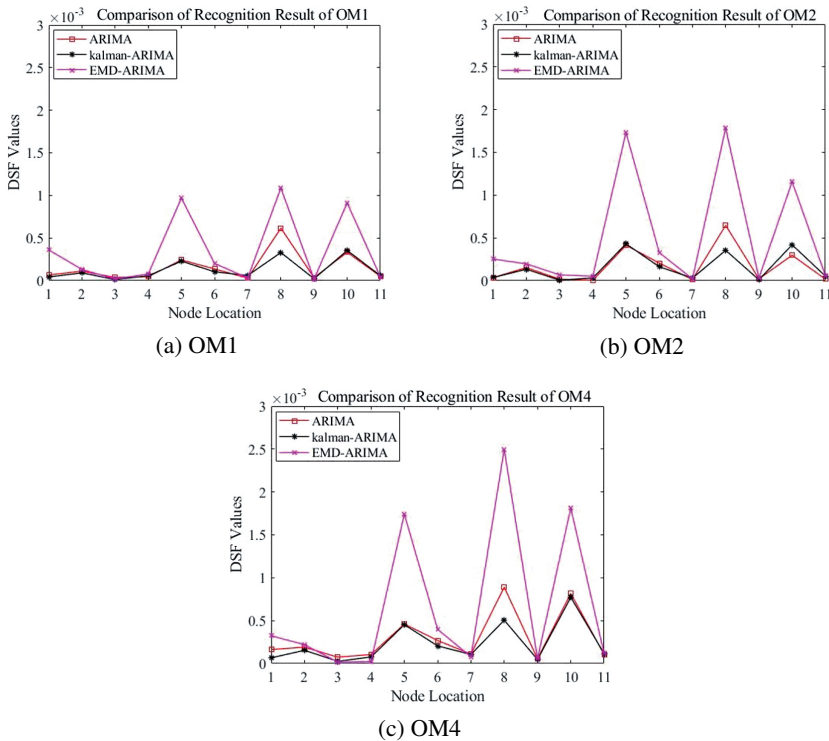 ×10⁻³ Comparison of Recognition Result of OM1
3
2.5
2
1.5
1
0.5
0
DSF Values
ARIMA
kalman-ARIMA
EMD-ARIMA
1 2 3 4 5 6 7 8 9 10 11
Node Location
(a) OM1
×10⁻³ Comparison of Recognition Result of OM2
3
2.5
2
1.5
1
0.5
0
DSF Values
ARIMA
kalman-ARIMA
EMD-ARIMA
1 2 3 4 5 6 7 8 9 10 11
Node Location
(b) OM2
×10⁻³ Comparison of Recognition Result of OM4
3
2.5
2
1.5
1
0.5
0
DSF Values
ARIMA
kalman-ARIMA
EMD-ARIMA
1 2 3 4 5 6 7 8 9 10 11
Node Location
(c) OM4